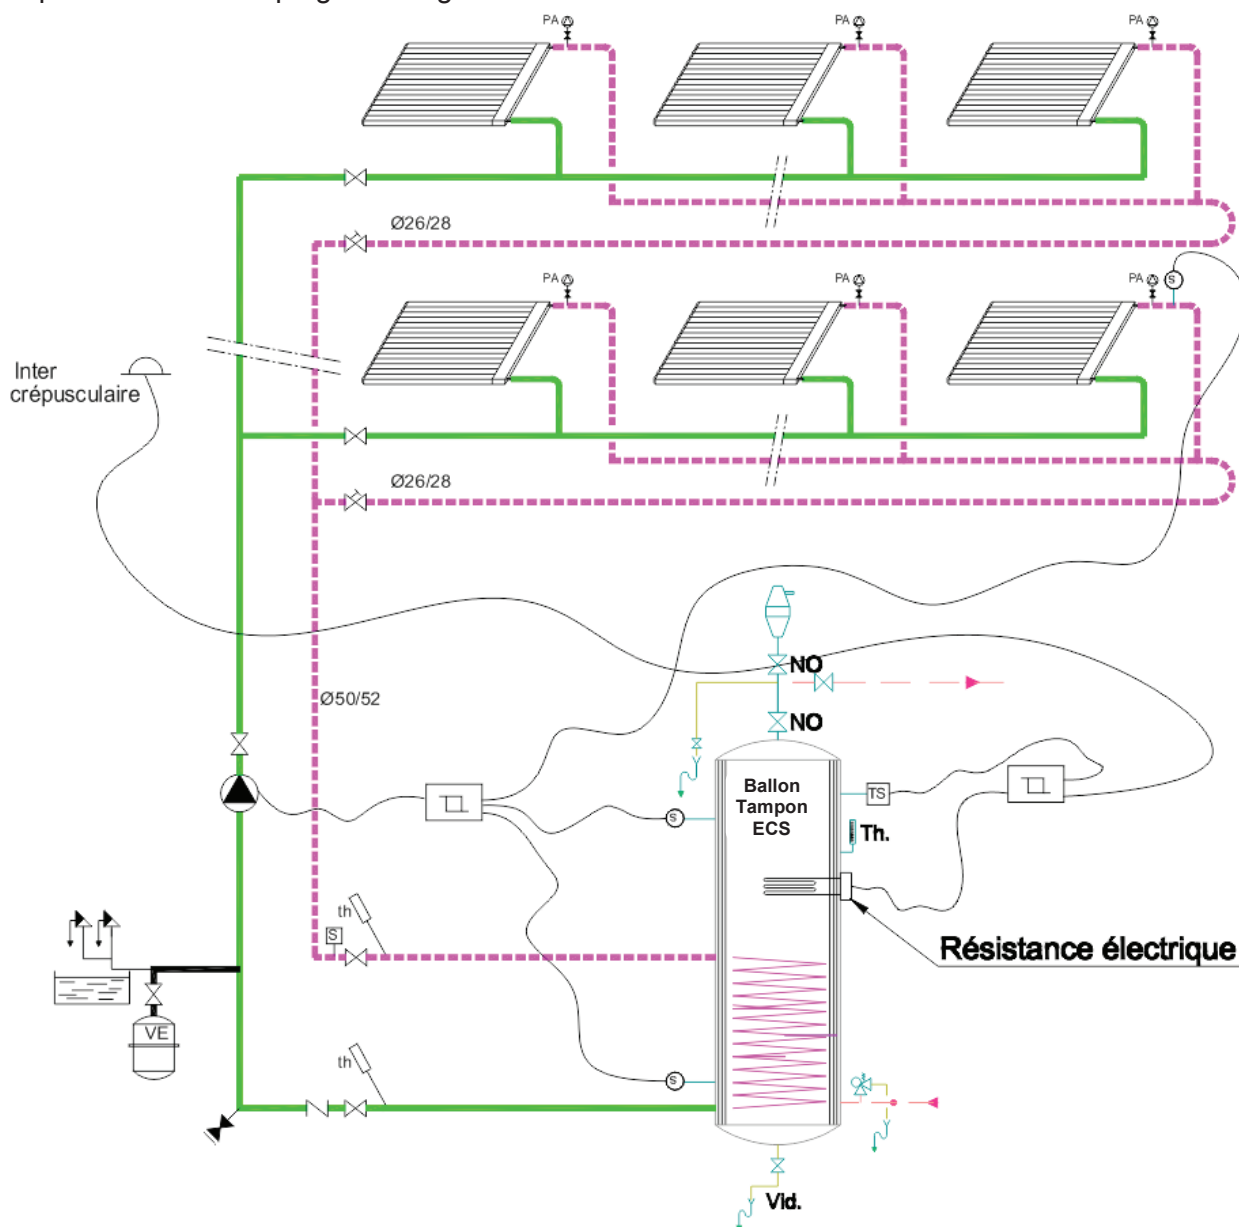 PA
PA
PA
Ø26/28
PA
PA
PA
S
Inter
crépusculaire
Ø26/28
NO
Ø50/52
NO
Ballon
Tampon
ECS
TS
S
Th.
th
S
Résistance électrique
VE
th
S
Vid.